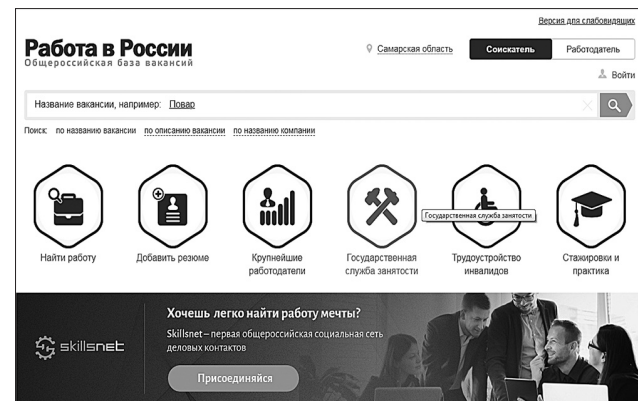 Версия для слабовидящих
Работа в России
Общероссийская база вакансий
Самарская область
Соискатель
Работодатель
Войти
Название вакансии, например: Повар
Поиск: по названию вакансии по описанию вакансии по названию компании
Найти работу
Добавить резюме
Крупнейшие
работодатели
Государственная
служба занятости
Государственная служба занятости
Трудоустройство
инвалидов
Стажировки и
практика
Хочешь легко найти работу мечты?
skillsnet
Skillsnet – первая общероссийская социальная сеть
деловых контактов
Присоединяйся